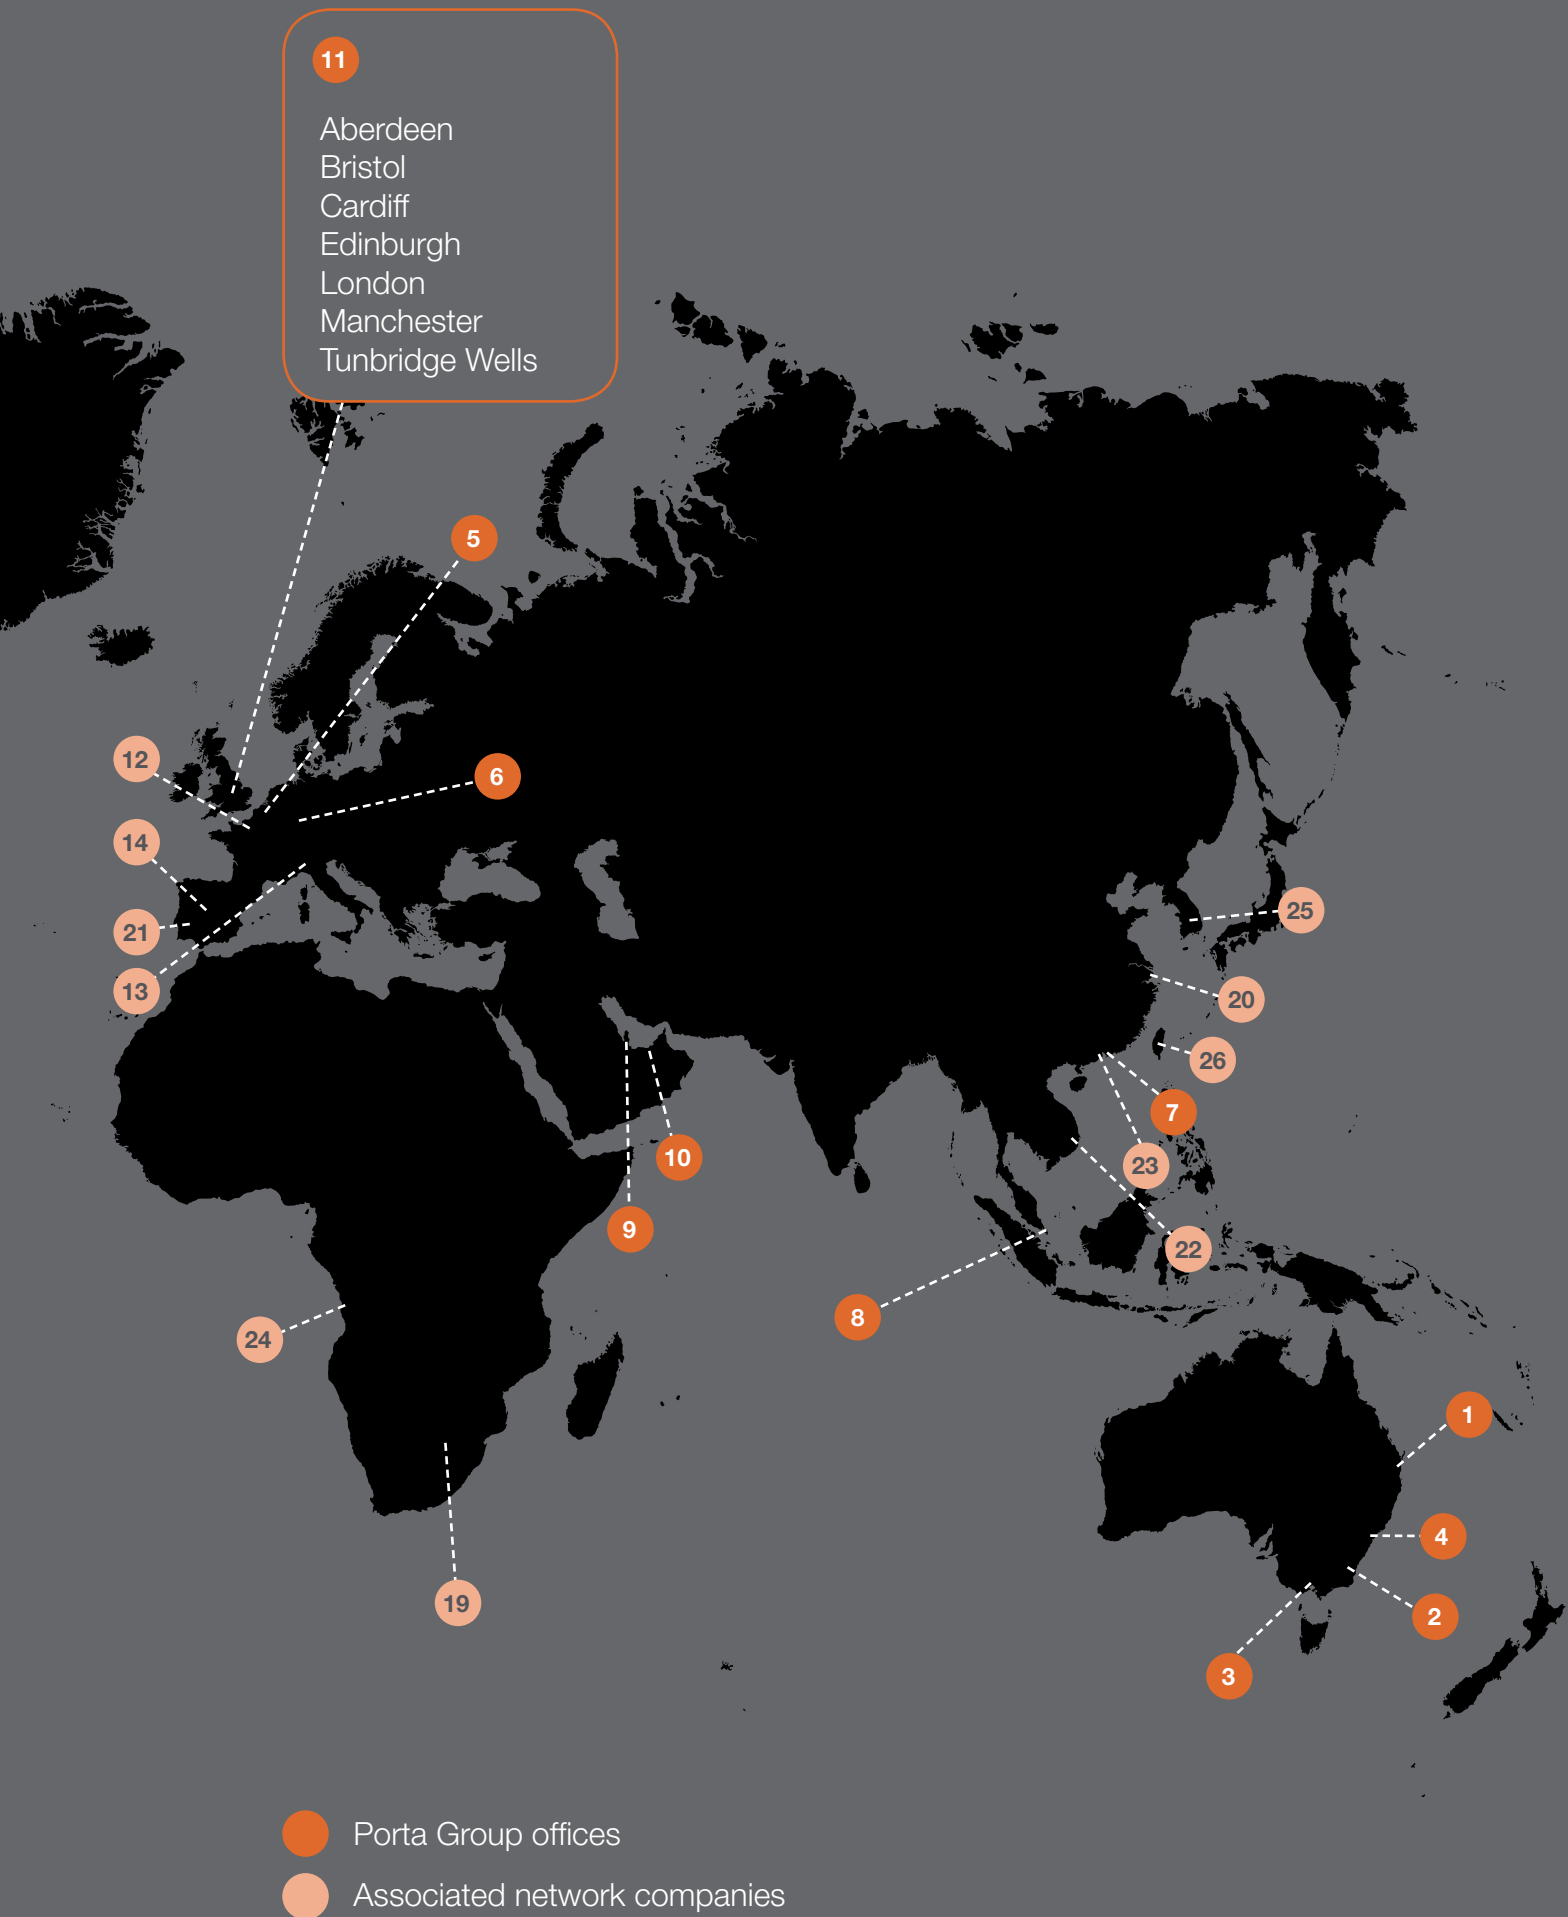 11
Aberdeen
Bristol
Cardiff
Edinburgh
London
Manchester
Tunbridge Wells
5
12
6
14
25
21
13
20
26
7
10
23
9
22
8
24
1
4
19
2
3
Porta Group offices
Associated network companies